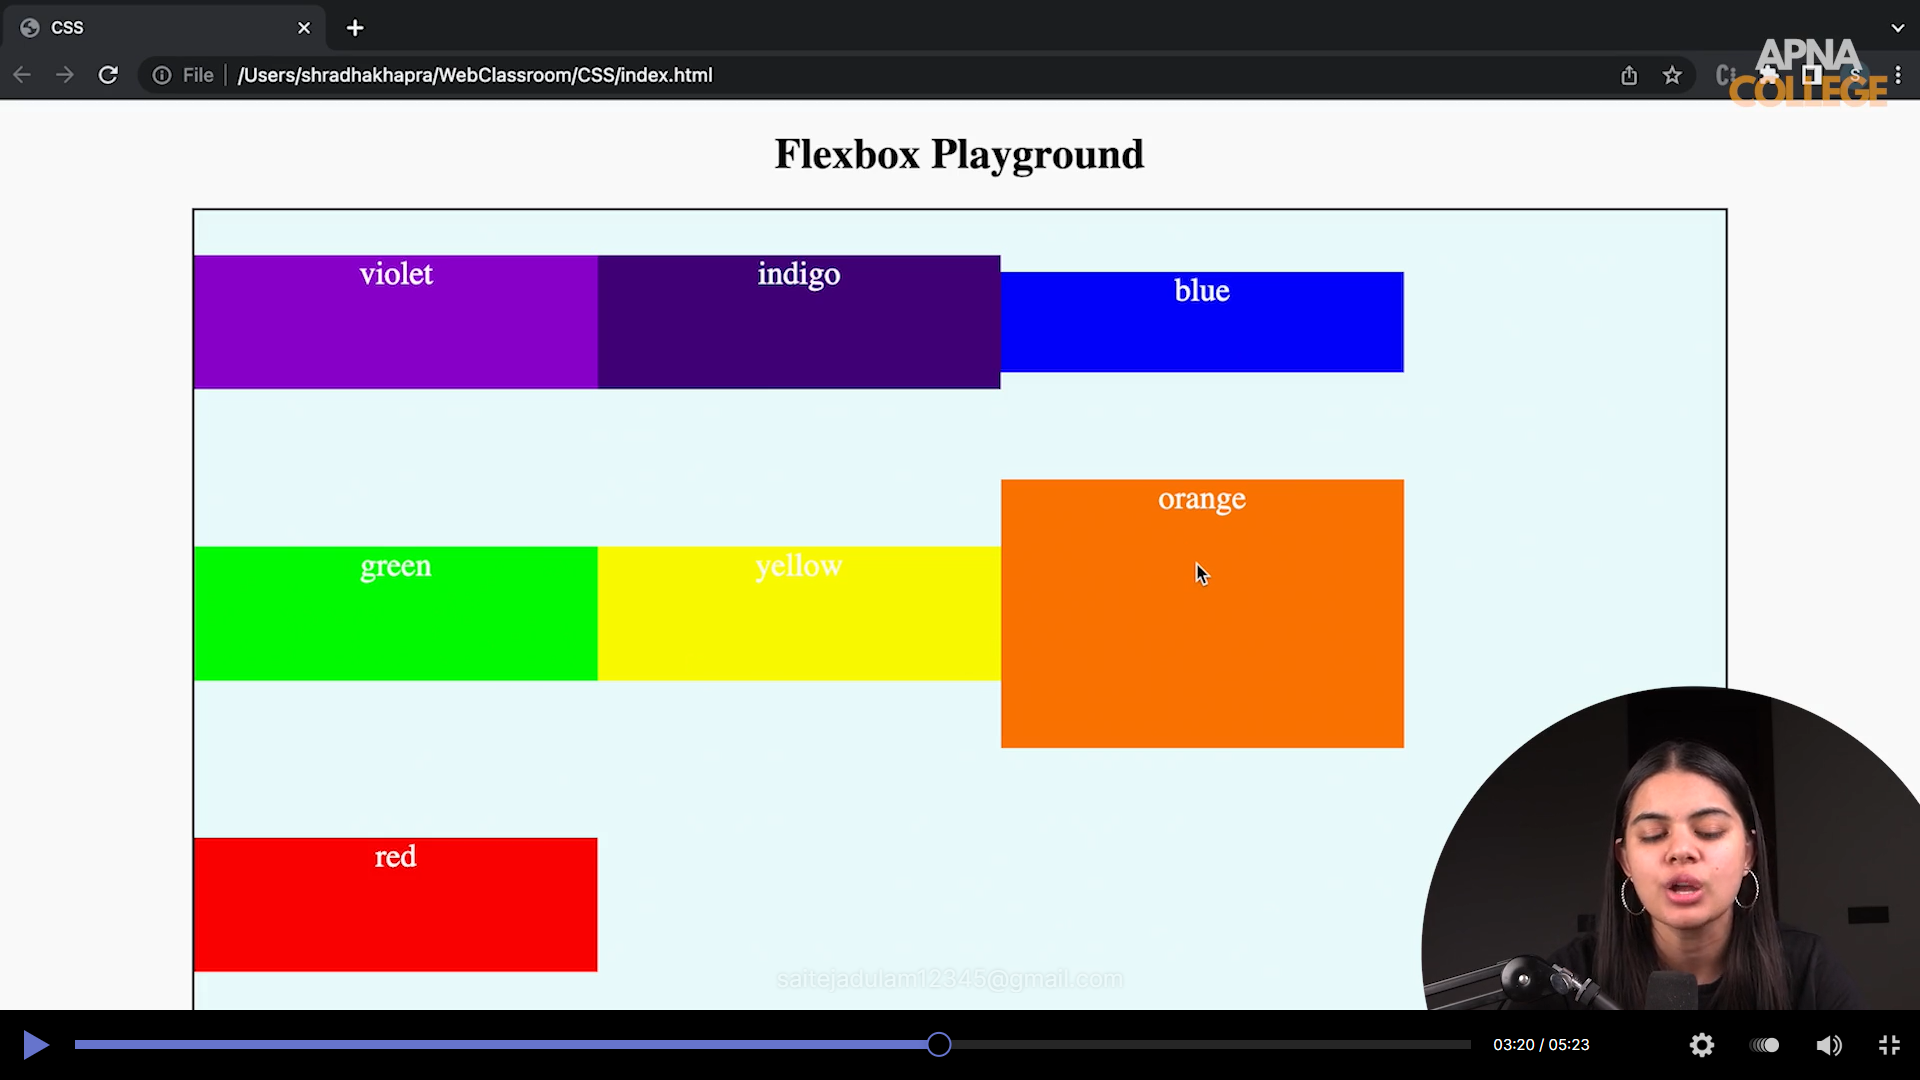 CSS
File
/Users/shradhakhapra/WebClassroom/CSS/index.html
APNA
COLLEGE
S
Flexbox Playground
violet
indigo
blue
green
yellow
orange
red
saitejadulam12345@gmail.com
03:20 / 05:23